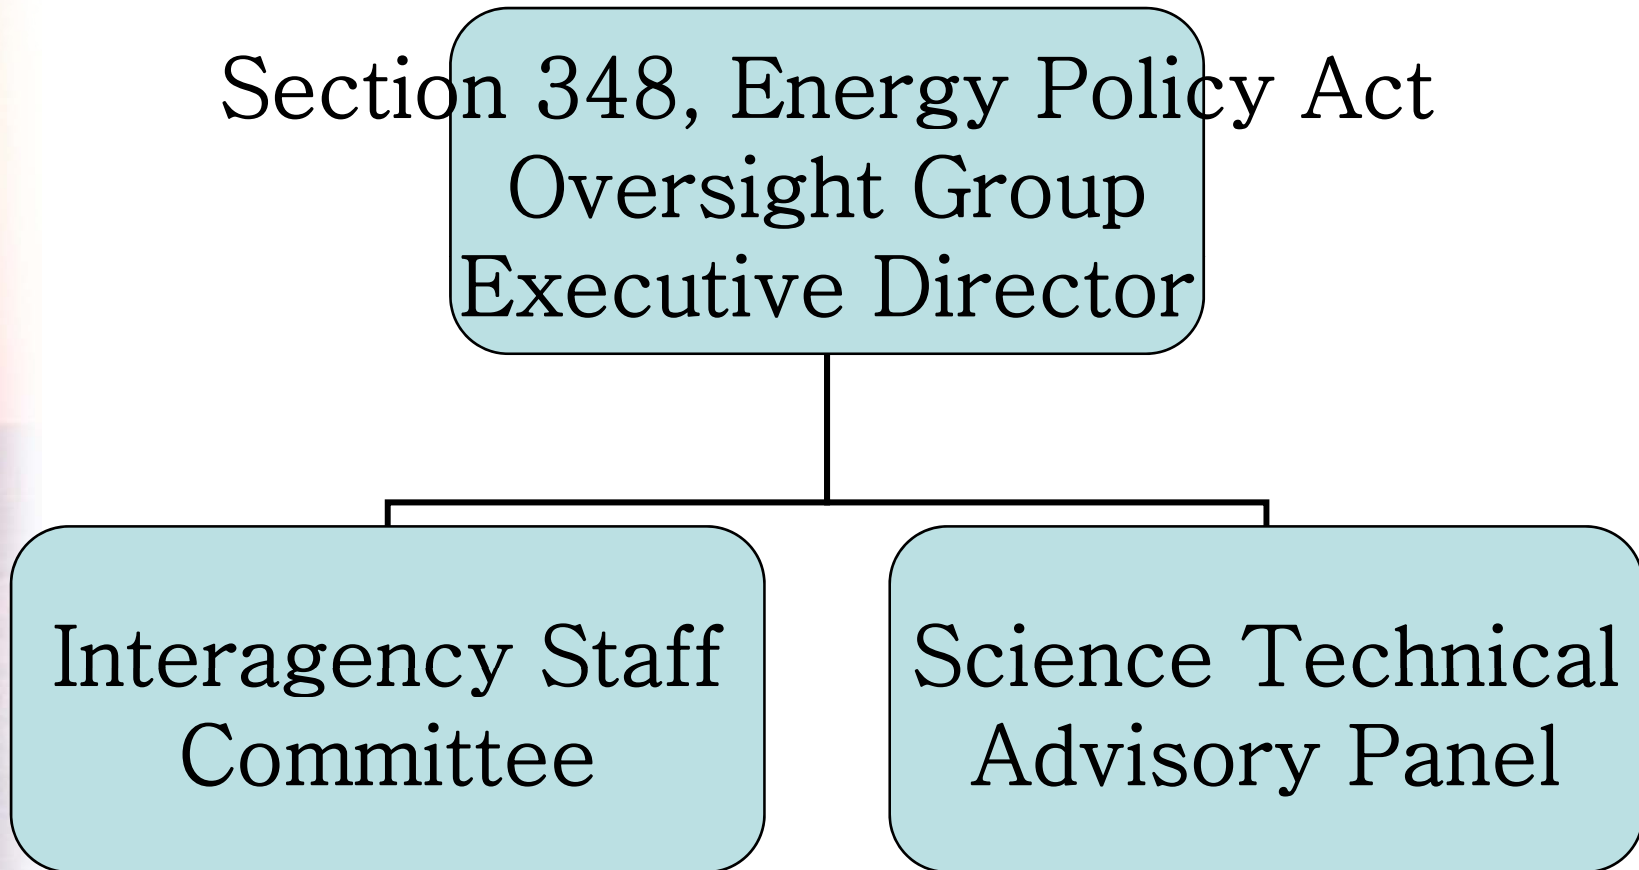 Section 348, Energy Policy Act
Oversight Group
Executive Director
Interagency Staff
Committee
Science Technical
Advisory Panel